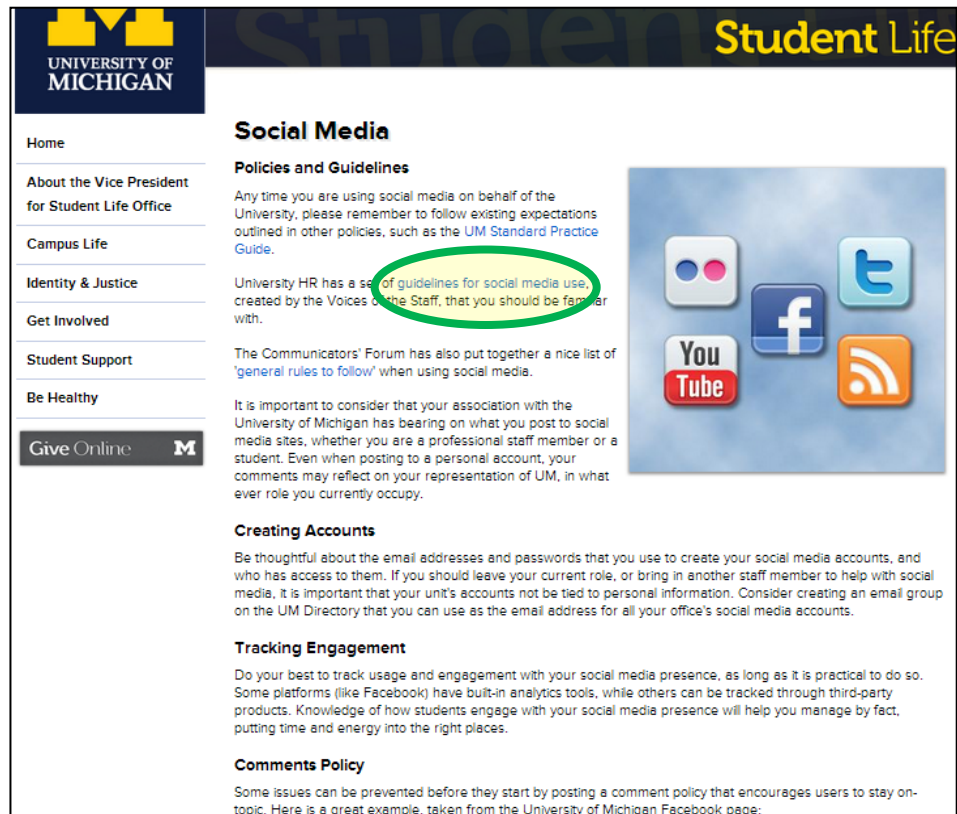 Student Life
Student Life
UNIVERSITY OF
MICHIGAN
Home
About the Vice President
for Student Life Office
Campus Life
Identity & Justice
Get Involved
Student Support
Be Healthy
Give Online M
Social Media
Policies and Guidelines
Any time you are using social media on behalf of the
University, please remember to follow existing expectations
outlined in other policies, such as the UM Standard Practice
Guide.
University HR has a set of guidelines for social media use,
created by the Voices of the Staff, that you should be familiar
with.
The Communicators' Forum has also put together a nice list of
'general rules to follow' when using social media.
It is important to consider that your association with the
University of Michigan has bearing on what you post to social
media sites, whether you are a professional staff member or a
student. Even when posting to a personal account, your
comments may reflect on your representation of UM, in what
ever role you currently occupy.
t
f
You
Tube
Creating Accounts
Be thoughtful about the email addresses and passwords that you use to create your social media accounts, and
who has access to them. If you should leave your current role, or bring in another staff member to help with social
media, it is important that your unit's accounts not be tied to personal information. Consider creating an email group
on the UM Directory that you can use as the email address for all your office's social media accounts.
Tracking Engagement
Do your best to track usage and engagement with your social media presence, as long as it is practical to do so.
Some platforms (like Facebook) have built-in analytics tools, while others can be tracked through third-party
products. Knowledge of how students engage with your social media presence will help you manage by fact,
putting time and energy into the right places.
Comments Policy
Some issues can be prevented before they start by posting a comment policy that encourages users to stay on-
topic. Here is a great example, taken from the University of Michigan Facebook page: